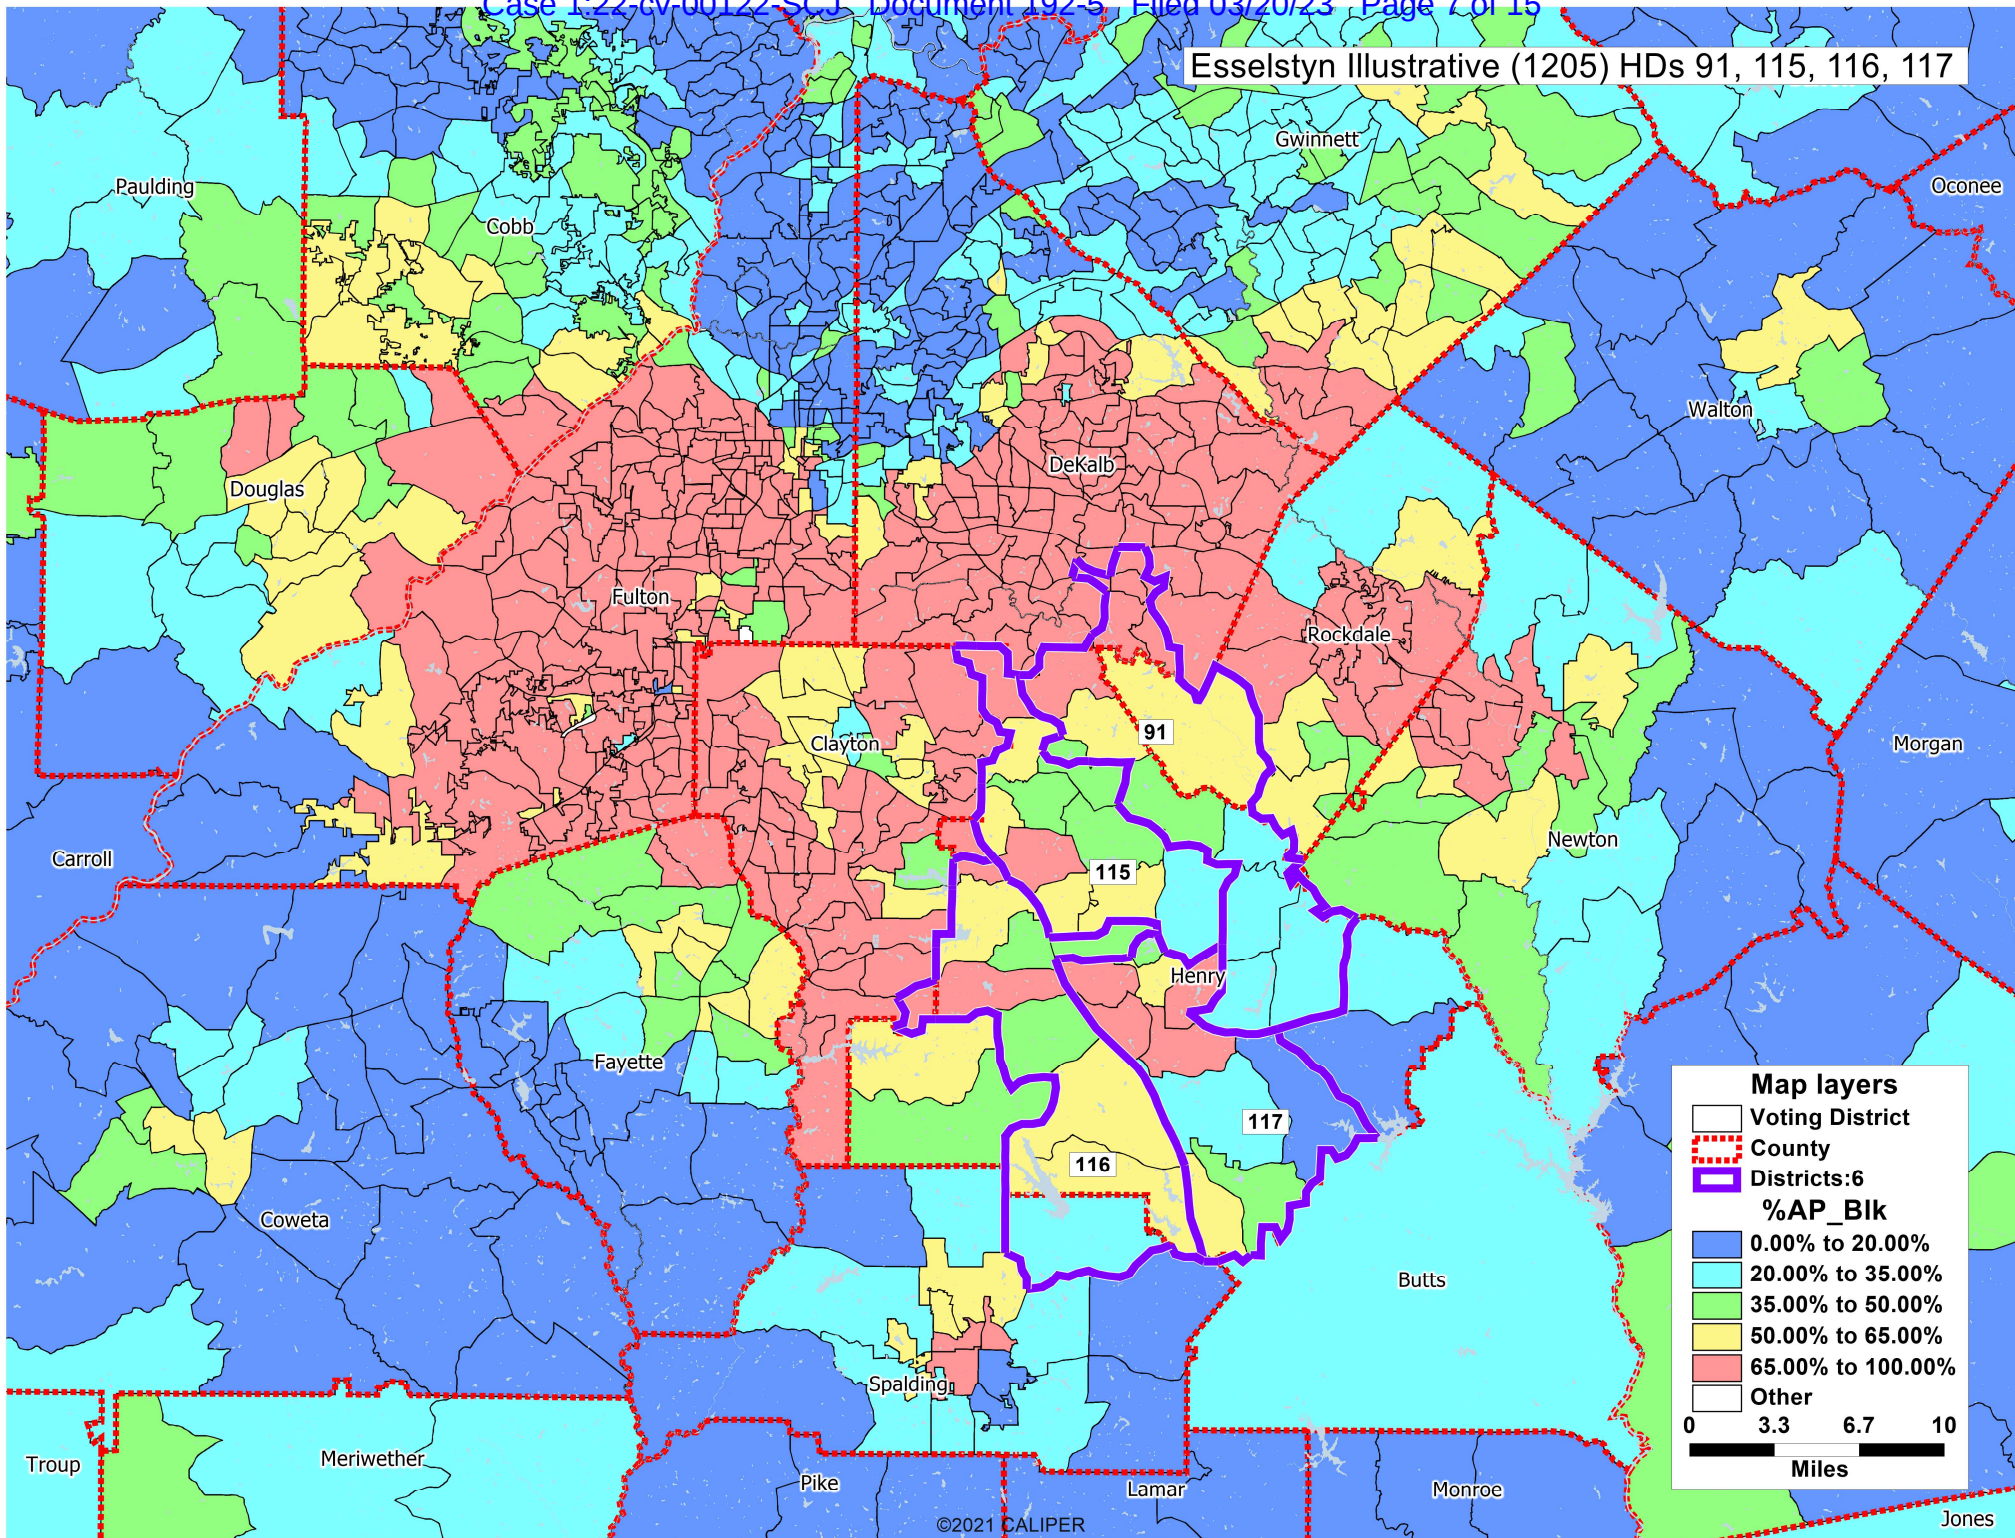 Case 1:22-cv-00122-SCJ Document 192-5 Filed 03/20/23 Page 7 of 15
Esselstyn Illustrative (1205) HDs 91, 115, 116, 117
Gwinnett
Paulding
Oconee
Cobb
Walton
DeKalb
Douglas
Fulton
Rockdale
91
Clayton
Morgan
Newton
Carroll
115
Henry
Fayette
117
116
Coweta
Butts
Spalding
Troup
Meriwether
Pike
Lamar
Monroe
Jones
Map layers
Voting District
County
Districts:6
%AP_Blk
0.00% to 20.00%
20.00% to 35.00%
35.00% to 50.00%
50.00% to 65.00%
65.00% to 100.00%
Other
0 3.3 6.7 10
Miles
©2021 CALIPER